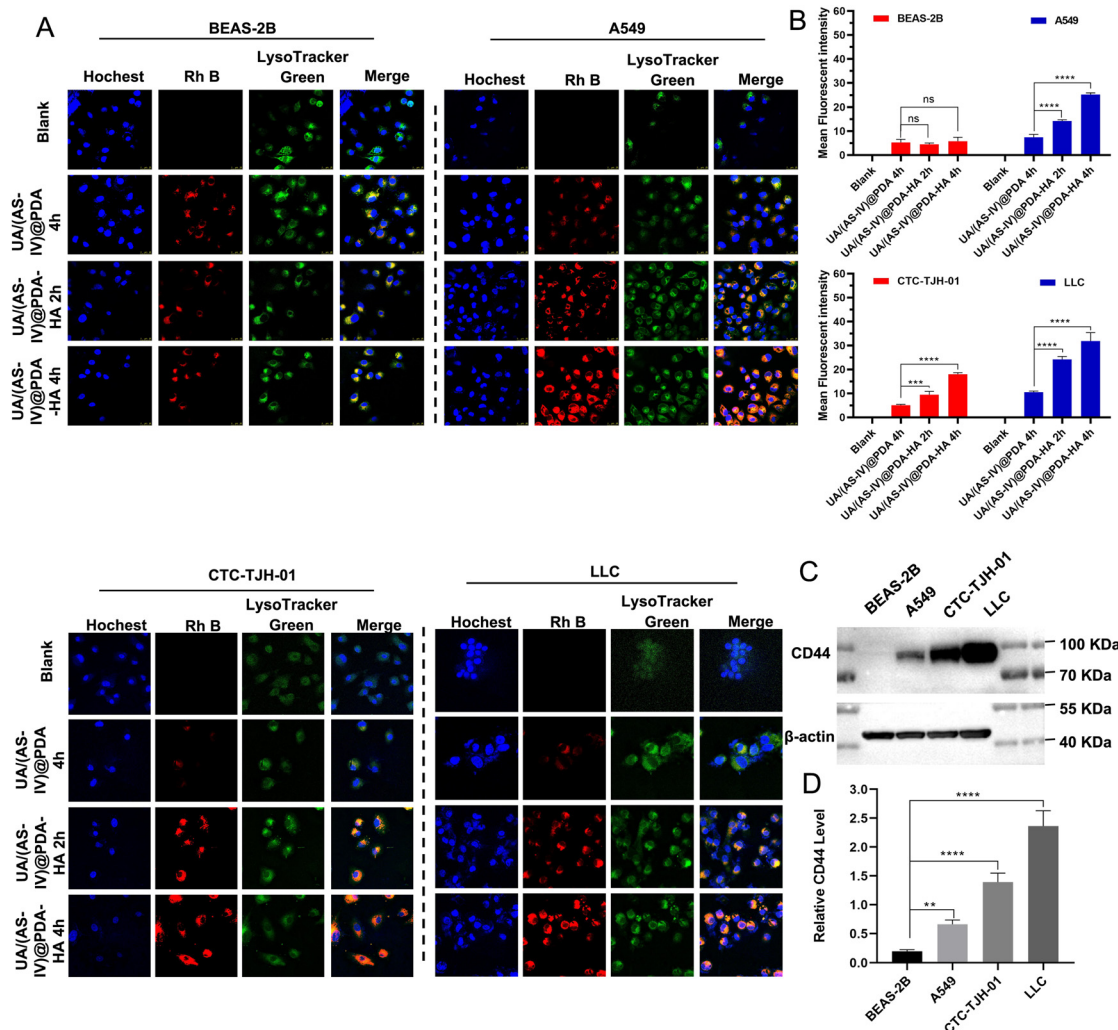 A
BEAS-2B
A549
Hochest
Rh B
LysoTracker
Green
Merge
Hochest
Rh B
LysoTracker
Green
Merge
Blank
UA/(AS-
IV)@PDA
4h
UA/(AS-
IV)@PDA-
HA 2h
UA/(AS-
IV)@PDA
-HA 4h
B
BEAS-2B
A549
Mean Fluorescent intensity
60
50
40
30
20
10
0
ns
ns
****
****
Blank
UA/(AS-IV)@PDA 4h
UA/(AS-IV)@PDA-HA 2h
UA/(AS-IV)@PDA-HA 4h
Blank
UA/(AS-IV)@PDA 4h
UA/(AS-IV)@PDA-HA 2h
UA/(AS-IV)@PDA-HA 4h
CTC-TJH-01
LLC
Mean Fluorescent intensity
60
50
40
30
20
10
0
***
****
****
****
Blank
UA/(AS-IV)@PDA 4h
UA/(AS-IV)@PDA-HA 2h
UA/(AS-IV)@PDA-HA 4h
Blank
UA/(AS-IV)@PDA 4h
UA/(AS-IV)@PDA-HA 2h
UA/(AS-IV)@PDA-HA 4h
CTC-TJH-01
LLC
Hochest
Rh B
LysoTracker
Green
Merge
Hochest
Rh B
LysoTracker
Green
Merge
Blank
UA/(AS-
IV)@PDA
4h
UA/(AS-
IV)@PDA-
HA 2h
UA/(AS-
IV)@PDA-
HA 4h
C
BEAS-2B
A549
CTC-TJH-01
LLC
CD44
100 KDa
70 KDa
55 KDa
β-actin
40 KDa
D
Relative CD44 Level
3.0
2.5
2.0
1.5
1.0
0.5
0.0
**
****
****
BEAS-2B
A549
CTC-TJH-01
LLC